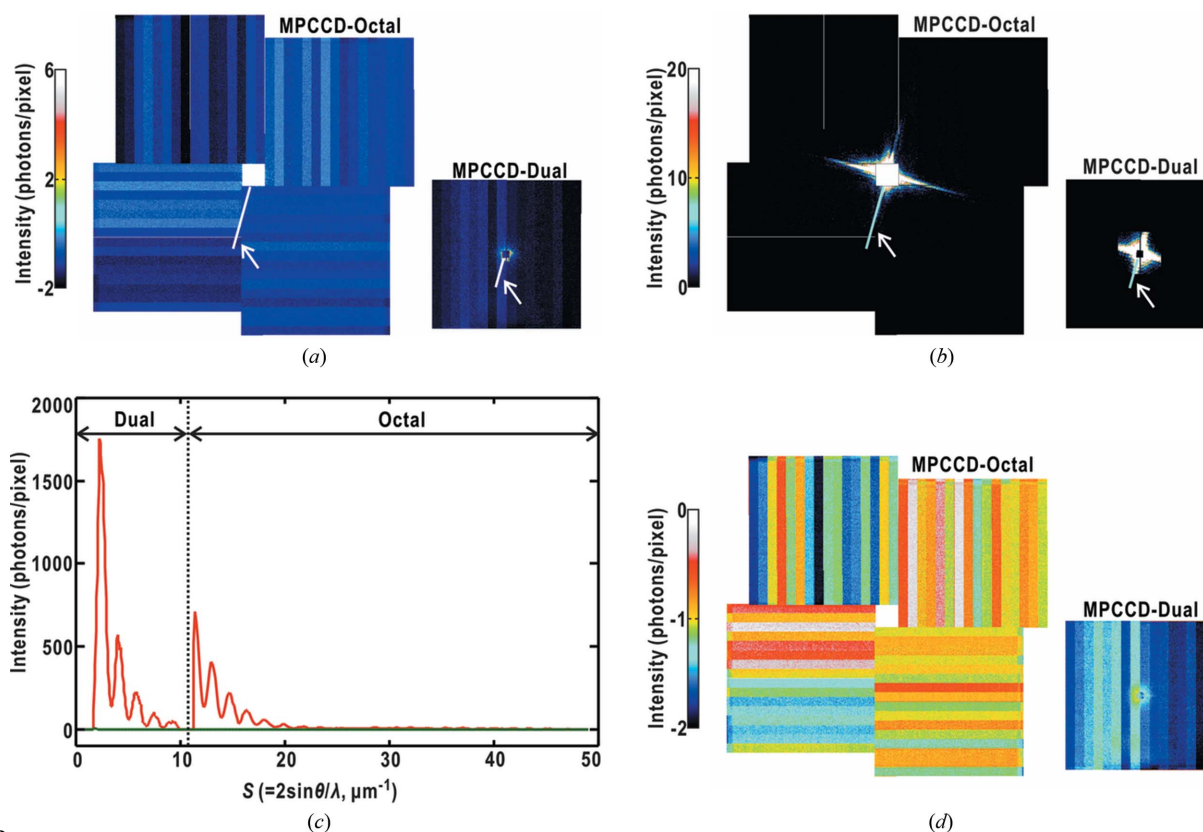 MPCCD-Octal
6
2
-2
Intensity (photons/pixel)
MPCCD-Dual
(a)
MPCCD-Octal
20
10
0
Intensity (photons/pixel)
MPCCD-Dual
(b)
2000
1500
1000
500
0
Intensity (photons/pixel)
Dual
Octal
0 10 20 30 40 50
S (=2sinθ/λ, μm⁻¹)
(c)
MPCCD-Octal
0
-1
-2
Intensity (photons/pixel)
MPCCD-Dual
(d)